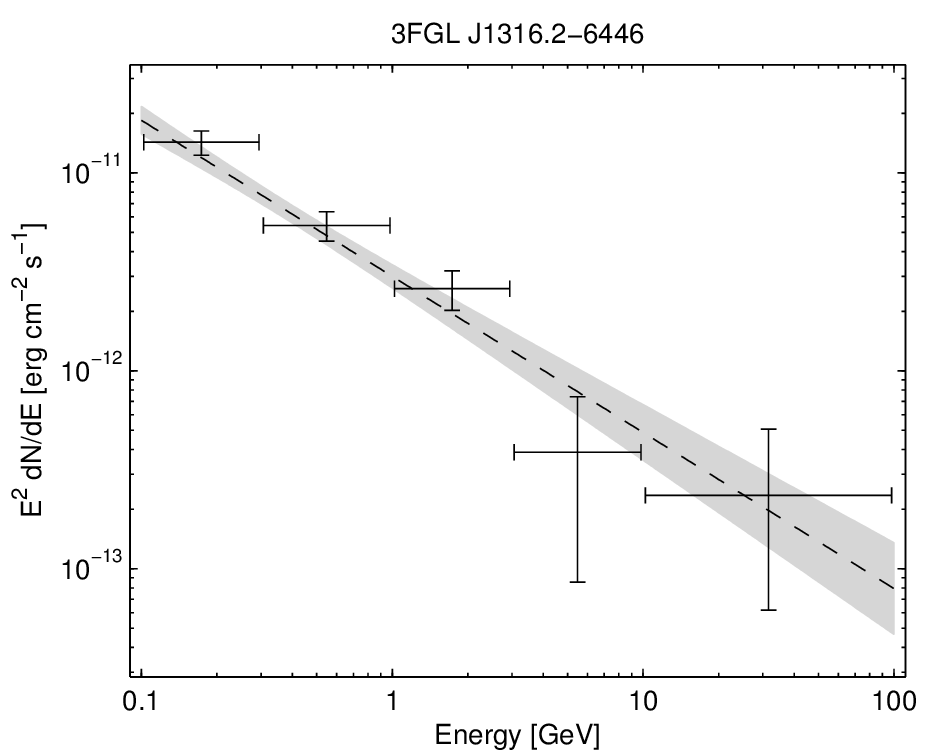 3FGL J1316.2−6446
E² dN/dE [erg cm⁻² s⁻¹]
10⁻¹¹
10⁻¹²
10⁻¹³
0.1 1 10 100
Energy [GeV]